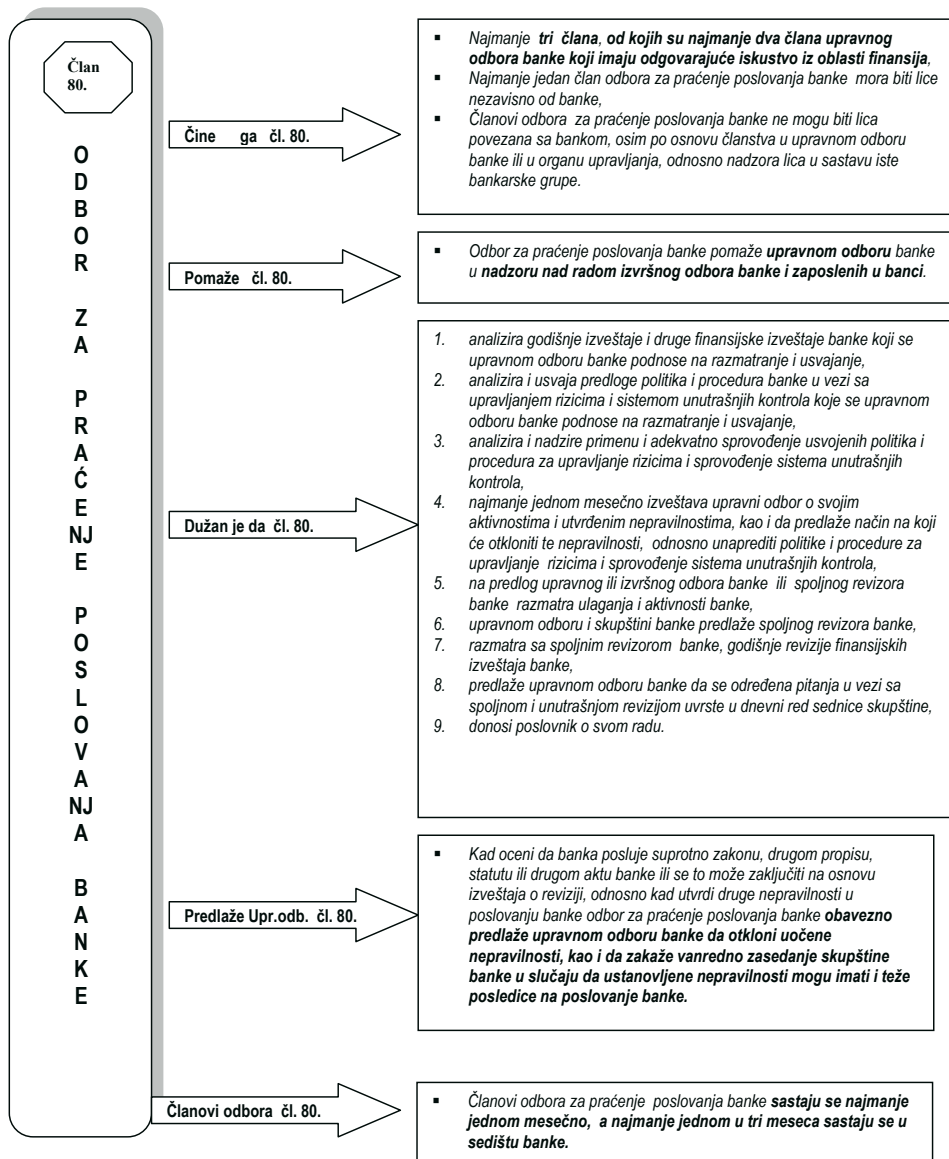 Član
80.
ODBOR ZA PRAĆENJE POSLOVANJA BANKE
Čine ga čl. 80.
▪ Najmanje tri člana, od kojih su najmanje dva člana upravnog
odbora banke koji imaju odgovarajuće iskustvo iz oblasti finansija,
▪ Najmanje jedan član odbora za praćenje poslovanja banke mora biti lice
nezavisno od banke,
▪ Članovi odbora za praćenje poslovanja banke ne mogu biti lica
povezana sa bankom, osim po osnovu članstva u upravnom odboru
banke ili u organu upravljanja, odnosno nadzora lica u sastavu iste
bankarske grupe.
Pomaže čl. 80.
▪ Odbor za praćenje poslovanja banke pomaže upravnom odboru banke
u nadzoru nad radom izvršnog odbora banke i zaposlenih u banci.
Dužan je da čl. 80.
1. analizira godišnje izveštaje i druge finansijske izveštaje banke koji se
upravnom odboru banke podnose na razmatranje i usvajanje,
2. analizira i usvaja predloge politika i procedura banke u vezi sa
upravljanjem rizicima i sistemom unutrašnjih kontrola koje se upravnom
odboru banke podnose na razmatranje i usvajanje,
3. analizira i nadzire primenu i adekvatno sprovođenje usvojenih politika i
procedura za upravljanje rizicima i sprovođenje sistema unutrašnjih
kontrola,
4. najmanje jednom mesečno izveštava upravni odbor o svojim
aktivnostima i utvrđenim nepravilnostima, kao i da predlaže način na koji
će otkloniti te nepravilnosti, odnosno unaprediti politike i procedure za
upravljanje rizicima i sprovođenje sistema unutrašnjih kontrola,
5. na predlog upravnog ili izvršnog odbora banke ili spoljnog revizora
banke razmatra ulaganja i aktivnosti banke,
6. upravnom odboru i skupštini banke predlaže spoljnog revizora banke,
7. razmatra sa spoljnim revizorom banke, godišnje revizije finansijskih
izveštaja banke,
8. predlaže upravnom odboru banke da se određena pitanja u vezi sa
spoljnom i unutrašnjom revizijom uvrste u dnevni red sednice skupštine,
9. donosi poslovnik o svom radu.
Predlaže Upr.odb. čl. 80.
▪ Kad oceni da banka posluje suprotno zakonu, drugom propisu,
statutu ili drugom aktu banke ili se to može zaključiti na osnovu
izveštaja o reviziji, odnosno kad utvrdi druge nepravilnosti u
poslovanju banke odbor za praćenje poslovanja banke obavezno
predlaže upravnom odboru banke da otkloni uočene
nepravilnosti, kao i da zakaže vanredno zasedanje skupštine
banke u slučaju da ustanovljene nepravilnosti mogu imati i teže
posledice na poslovanje banke.
Članovi odbora čl. 80.
▪ Članovi odbora za praćenje poslovanja banke sastaju se najmanje
jednom mesečno, a najmanje jednom u tri meseca sastaju se u
sedištu banke.